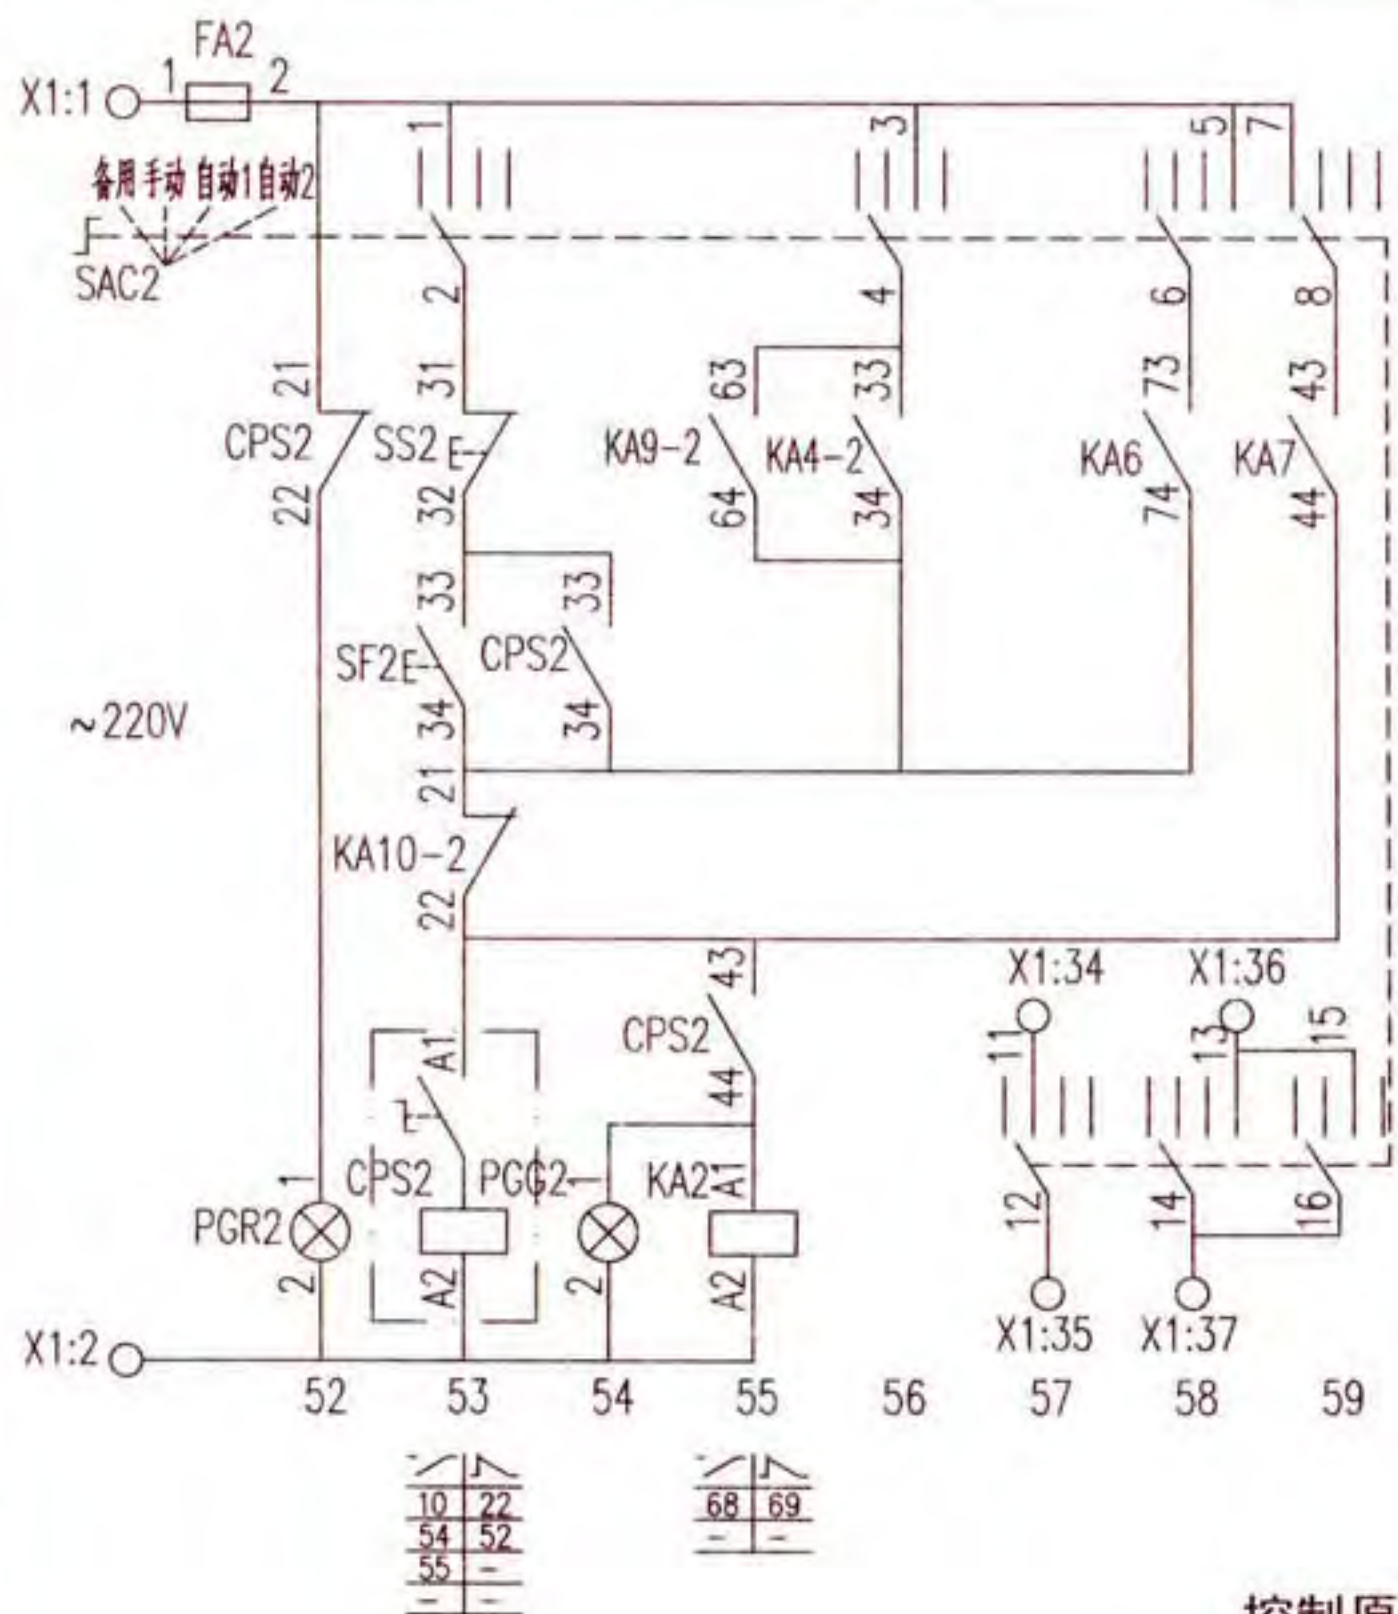 FA2
X1:1 1 2
1 3 5 7
备用 手动 自动1 自动2
SAC2
2 4 6 8
21 31 63 33 73 43
CPS2 SS2 E KA9-2 KA4-2 KA6 KA7
22 32 64 34 74 44
33 33
SF2 E CPS2
34 34
~220V
21
KA10-2
22
43 X1:34 X1:36
CPS2 11 13 15
A1 44
CPS2 PGG2 1 KA2 A1
1 12 14 16
PGR2
2 A2 2 A2
X1:35 X1:37
X1:2
52 53 54 55 56 57 58 59
10 22 68 69
54 52 - -
55 -
- -